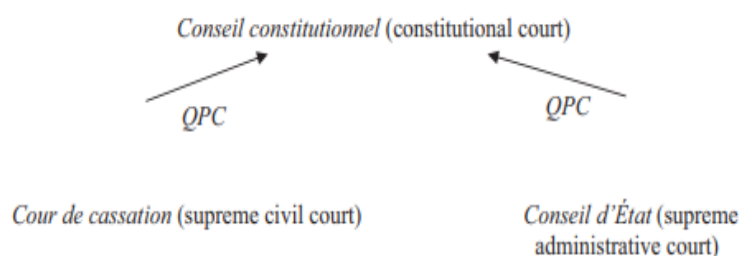 Conseil constitutionnel (constitutional court)
QPC
QPC
Cour de cassation (supreme civil court)
Conseil d'État (supreme
administrative court)